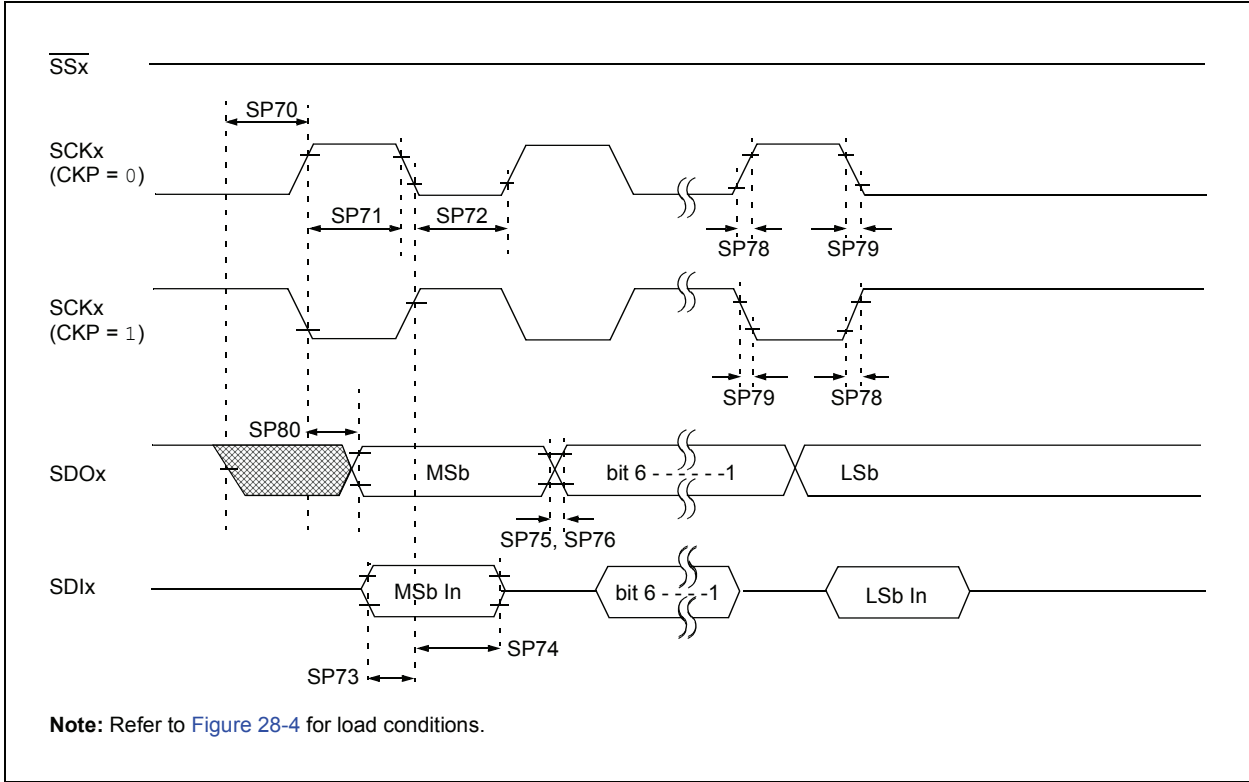 SSx
SP70
SCKx
(CKP = 0)
SP71
SP72
SP78
SP79
SCKx
(CKP = 1)
SP79
SP78
SP80
SDOx
MSb
bit 6 - - - - - -1
LSb
SP75, SP76
SDIx
MSb In
bit 6 - - - - -1
LSb In
SP74
SP73
Note: Refer to Figure 28-4 for load conditions.